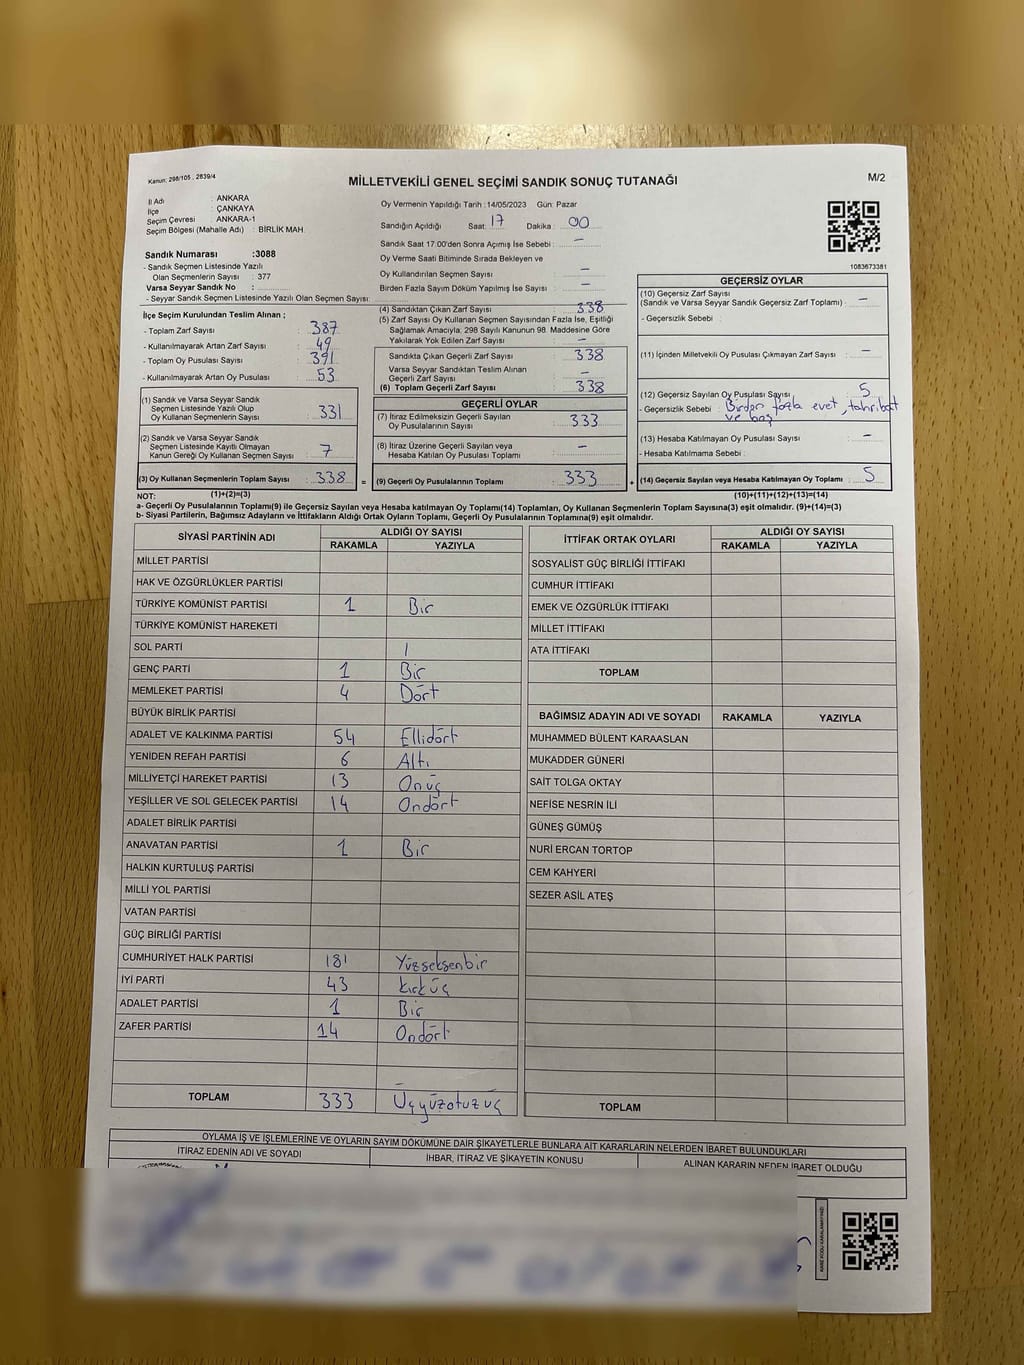 Kanun: 298/105 , 2839/4
MİLLETVEKİLİ GENEL SEÇİMİ SANDIK SONUÇ TUTANAĞI
M/2
İl Adı : ANKARA
İlçe : ÇANKAYA
Seçim Çevresi : ANKARA-1
Seçim Bölgesi (Mahalle Adı) : BİRLİK MAH.
Oy Vermenin Yapıldığı Tarih :14/05/2023 Gün: Pazar
Sandığın Açıldığı Saat: 17 Dakika : 00
Sandık Saat 17:00'den Sonra Açımış İse Sebebi : -
Oy Verme Saati Bitiminde Sırada Bekleyen ve
Oy Kullandırılan Seçmen Sayısı : -
Birden Fazla Sayım Döküm Yapılmış İse Sayısı : -
1083673381
Sandık Numarası :3088
- Sandık Seçmen Listesinde Yazılı
Olan Seçmenlerin Sayısı : 377
Varsa Seyyar Sandık No :
- Seyyar Sandık Seçmen Listesinde Yazılı Olan Seçmen Sayısı:
İlçe Seçim Kurulundan Teslim Alınan ;
- Toplam Zarf Sayısı : 387
- Kullanılmayarak Artan Zarf Sayısı : 49
- Toplam Oy Pusulası Sayısı : 391
- Kullanılmayarak Artan Oy Pusulası : 53
(1) Sandık ve Varsa Seyyar Sandık
Seçmen Listesinde Yazılı Olup
Oy Kullanan Seçmenlerin Sayısı : 331
(2) Sandık ve Varsa Seyyar Sandık
Seçmen Listesinde Kayıtlı Olmayan
Kanun Gereği Oy Kullanan Seçmen Sayısı : 7
(3) Oy Kullanan Seçmenlerin Toplam Sayısı : 338 =
(4) Sandıktan Çıkan Zarf Sayısı : 338
(5) Zarf Sayısı Oy Kullanan Seçmen Sayısından Fazla İse, Eşitliği
Sağlamak Amacıyla, 298 Sayılı Kanunun 98. Maddesine Göre
Yakılarak Yok Edilen Zarf Sayısı : -
Sandıkta Çıkan Geçerli Zarf Sayısı : 338
Varsa Seyyar Sandıktan Teslim Alınan
Geçerli Zarf Sayısı : -
(6) Toplam Geçerli Zarf Sayısı : 338
GEÇERLİ OYLAR
(7) İtiraz Edilmeksizin Geçerli Sayılan
Oy Pusulalarının Sayısı : 333
(8) İtiraz Üzerine Geçerli Sayılan veya
Hesaba Katılan Oy Pusulası Toplamı : -
(9) Geçerli Oy Pusulalarının Toplamı : 333 +
GEÇERSİZ OYLAR
(10) Geçersiz Zarf Sayısı
(Sandık ve Varsa Seyyar Sandık Geçersiz Zarf Toplamı) : -
- Geçersizlik Sebebi :
(11) İçinden Milletvekili Oy Pusulası Çıkmayan Zarf Sayısı : -
(12) Geçersiz Sayılan Oy Pusulası Sayısı : 5
- Geçersizlik Sebebi : Birden fazla evet, tahribat
ve boş
(13) Hesaba Katılmayan Oy Pusulası Sayısı : -
- Hesaba Katılmama Sebebi :
(14) Geçersiz Sayılan veya Hesaba Katılmayan Oy Toplamı : 5
NOT: (1)+(2)=(3) (10)+(11)+(12)+(13)=(14)
a- Geçerli Oy Pusulalarının Toplamı(9) ile Geçersiz Sayılan veya Hesaba katılmayan Oy Toplamı(14) Toplamları, Oy Kullanan Seçmenlerin Toplam Sayısına(3) eşit olmalıdır. (9)+(14)=(3)
b- Siyasi Partilerin, Bağımsız Adayların ve İttifakların Aldığı Ortak Oyların Toplamı, Geçerli Oy Pusulalarının Toplamına(9) eşit olmalıdır.
SİYASİ PARTİNİN ADI ALDIĞI OY SAYISI
RAKAMLA YAZIYLA
MİLLET PARTİSİ
HAK VE ÖZGÜRLÜKLER PARTİSİ
TÜRKİYE KOMÜNİST PARTİSİ 1 Bir
TÜRKİYE KOMÜNİST HAREKETİ
SOL PARTİ
GENÇ PARTİ 1 Bir
MEMLEKET PARTİSİ 4 Dört
BÜYÜK BİRLİK PARTİSİ
ADALET VE KALKINMA PARTİSİ 54 Ellidört
YENİDEN REFAH PARTİSİ 6 Altı
MİLLİYETÇİ HAREKET PARTİSİ 13 Onüç
YEŞİLLER VE SOL GELECEK PARTİSİ 14 Ondört
ADALET BİRLİK PARTİSİ
ANAVATAN PARTİSİ 1 Bir
HALKIN KURTULUŞ PARTİSİ
MİLLİ YOL PARTİSİ
VATAN PARTİSİ
GÜÇ BİRLİĞİ PARTİSİ
CUMHURİYET HALK PARTİSİ 181 Yüzseksenbir
İYİ PARTİ 43 Kırküç
ADALET PARTİSİ 1 Bir
ZAFER PARTİSİ 14 Ondört
TOPLAM 333 Üçyüzotuzüç
İTTİFAK ORTAK OYLARI ALDIĞI OY SAYISI
RAKAMLA YAZIYLA
SOSYALİST GÜÇ BİRLİĞİ İTTİFAKI
CUMHUR İTTİFAKI
EMEK VE ÖZGÜRLÜK İTTİFAKI
MİLLET İTTİFAKI
ATA İTTİFAKI
TOPLAM
BAĞIMSIZ ADAYIN ADI VE SOYADI RAKAMLA YAZIYLA
MUHAMMED BÜLENT KARAASLAN
MUKADDER GÜNERİ
SAİT TOLGA OKTAY
NEFİSE NESRİN İLİ
GÜNEŞ GÜMÜŞ
NURİ ERCAN TORTOP
CEM KAHYERİ
SEZER ASİL ATEŞ
TOPLAM
OYLAMA İŞ VE İŞLEMLERİNE VE OYLARIN SAYIM DÖKÜMÜNE DAİR ŞİKAYETLERLE BUNLARA AİT KARARLARIN NELERDEN İBARET BULUNDUKLARI
İTİRAZ EDENİN ADI VE SOYADI İHBAR, İTİRAZ VE ŞİKAYETİN KONUSU ALINAN KARARIN NEDEN İBARET OLDUĞU
KARE KODU KARALAMAYINIZ!